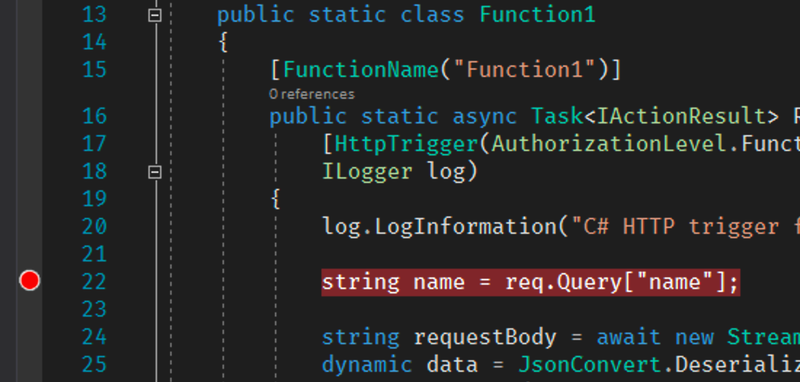 13 public static class Function1
14 {
15 [FunctionName("Function1")]
0 references
16 public static async Task<IActionResult>
17 [HttpTrigger(AuthorizationLevel.Funct
18 ILogger log)
19 {
20 log.LogInformation("C# HTTP trigger
21
22 string name = req.Query["name"];
23
24 string requestBody = await new Stream
25 dynamic data = JsonConvert.Deserializ